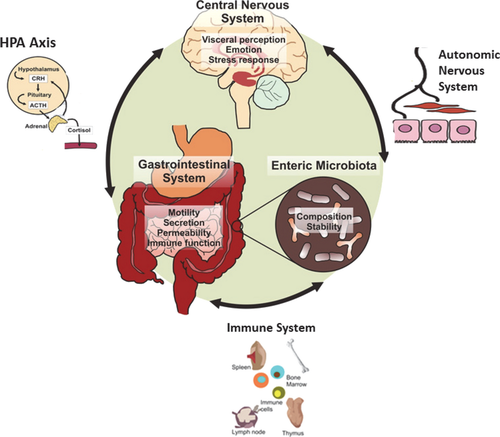 Central Nervous
System
Visceral perception
Emotion
Stress response
HPA Axis
Hypothalamus
CRH
Pituitary
ACTH
Adrenal
Cortisol
Autonomic
Nervous
System
Gastrointestinal
System
Motility
Secretion
Permeability
Immune function
Enteric Microbiota
Composition
Stability
Immune System
Spleen
Bone
Marrow
Immune
cells
Lymph node
Thymus